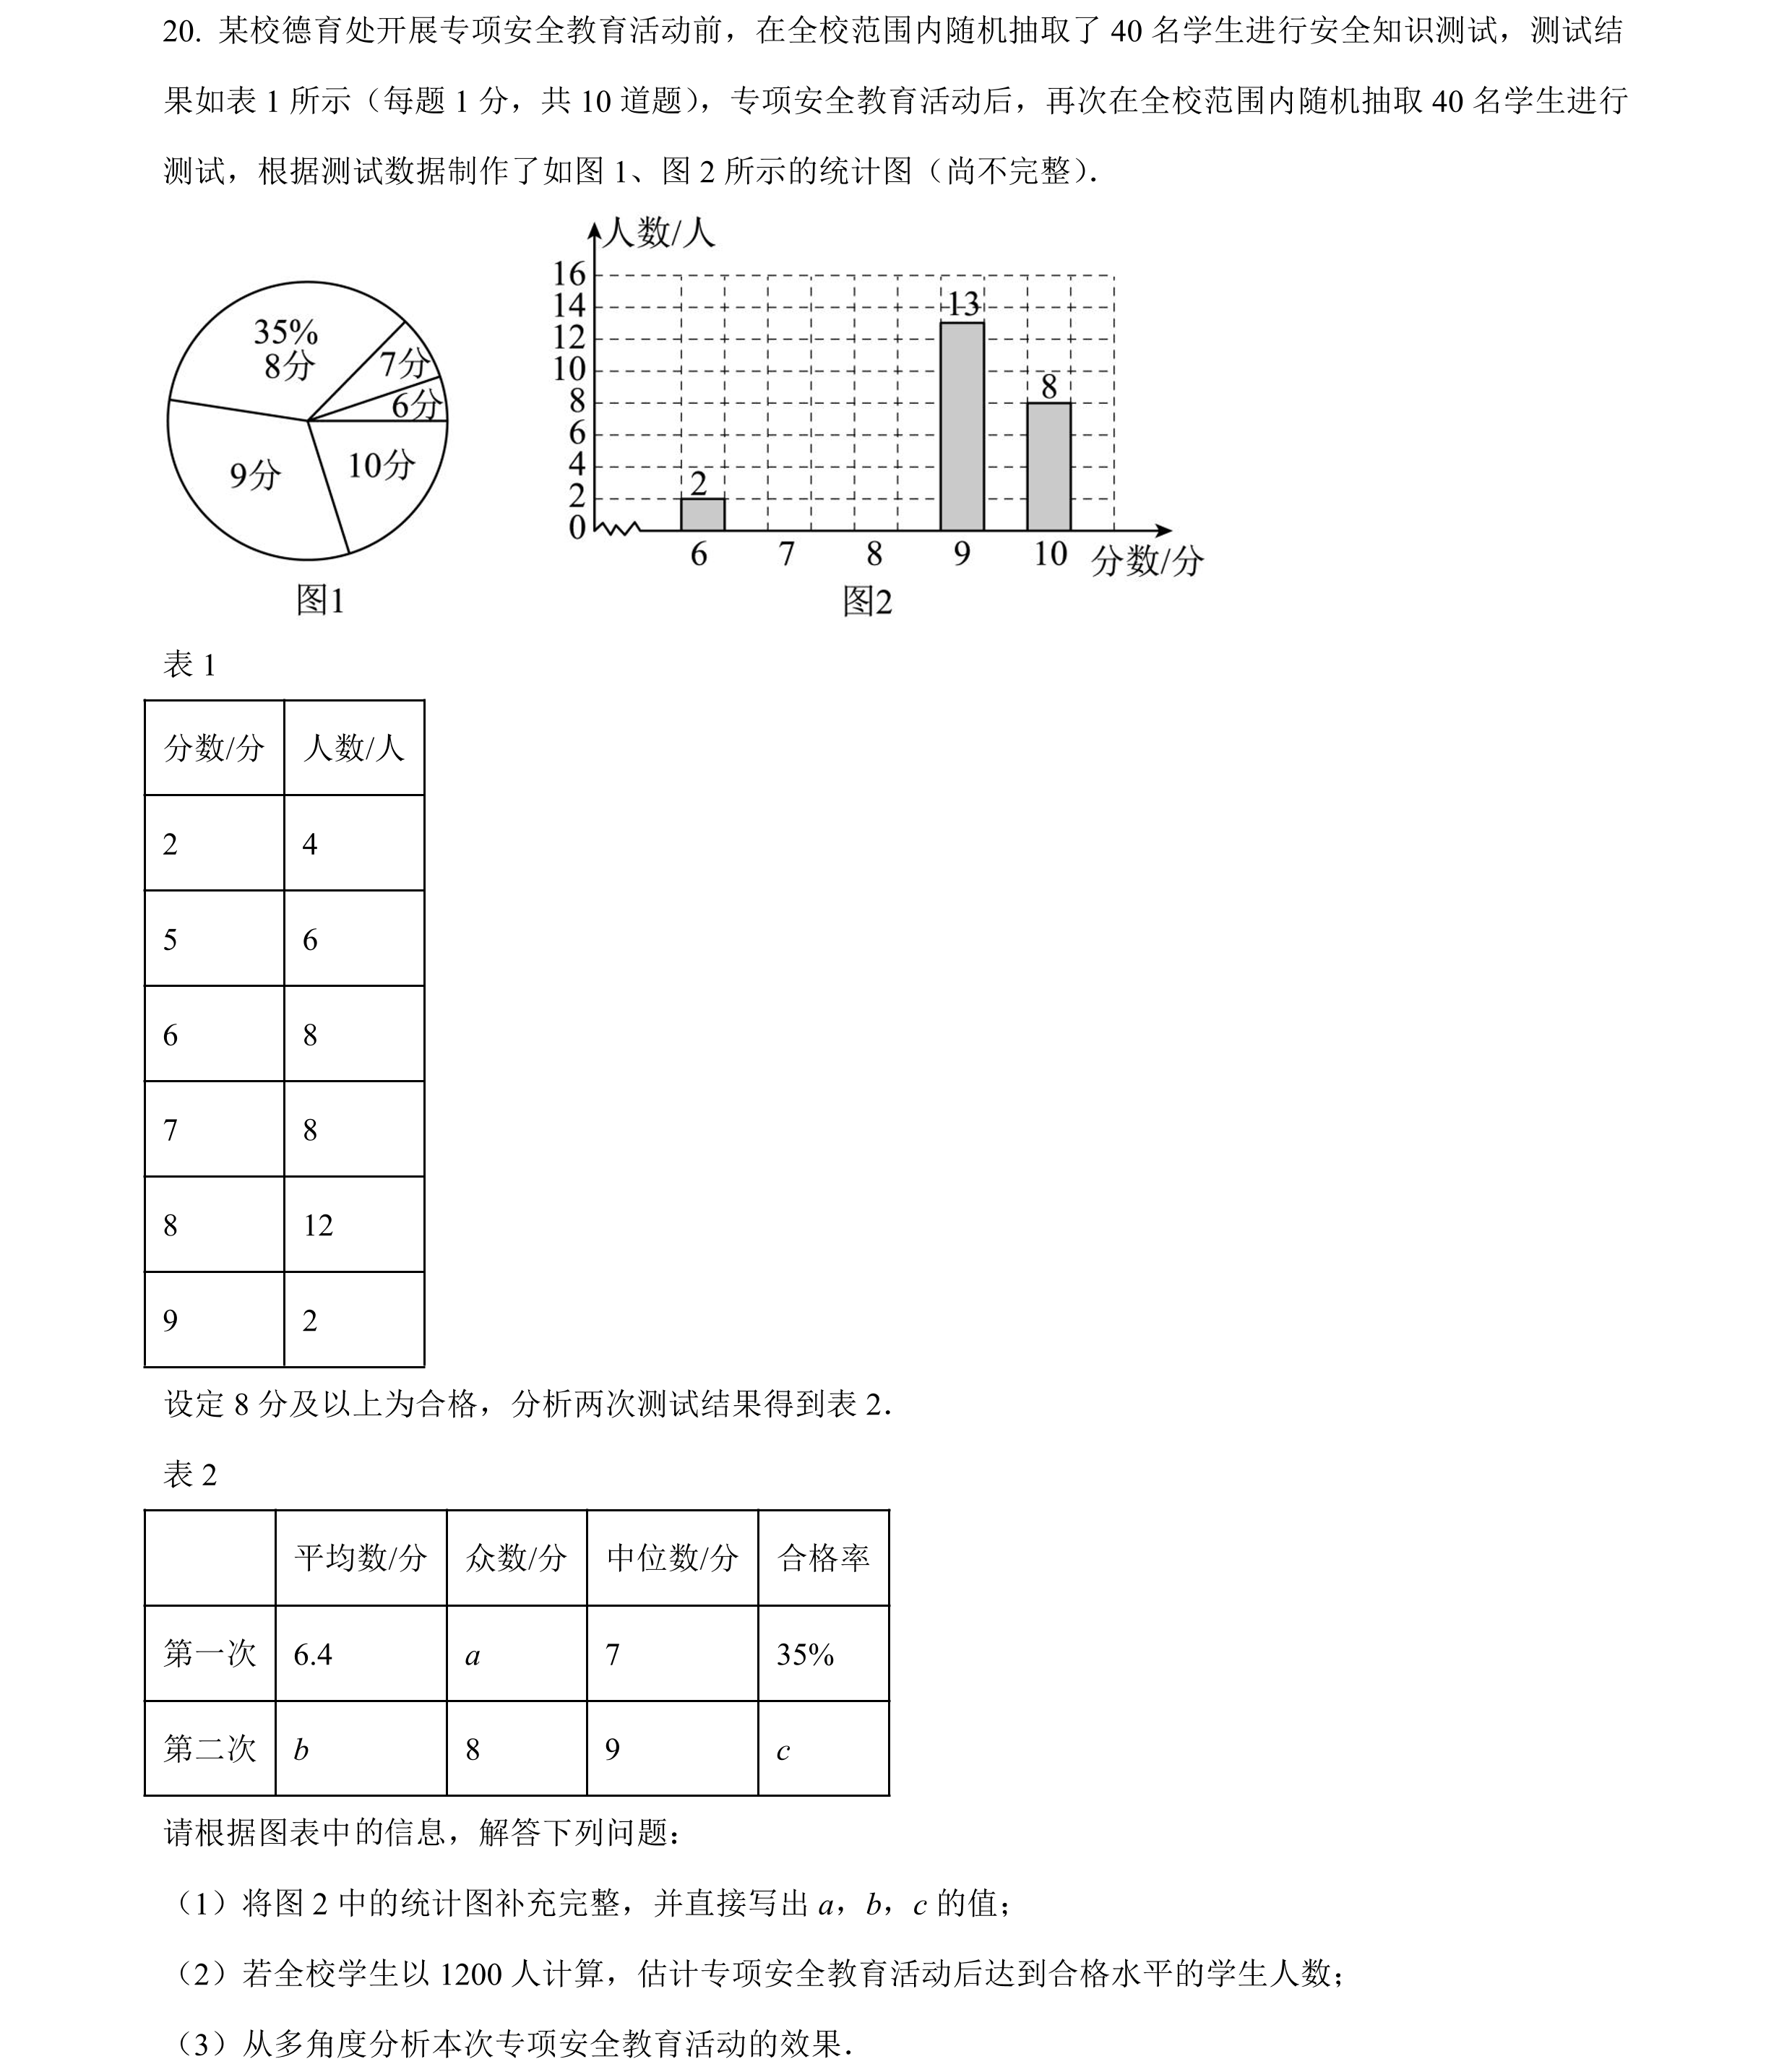 20. 某校德育处开展专项安全教育活动前，在全校范围内随机抽取了 40 名学生进行安全知识测试，测试结
果如表 1 所示（每题 1 分，共 10 道题），专项安全教育活动后，再次在全校范围内随机抽取 40 名学生进行
测试，根据测试数据制作了如图 1、图 2 所示的统计图（尚不完整）．
35%
8分
7分
6分
9分
10分
图1
人数/人
16
14
12
10
8
6
4
2
0
2
13
8
6 7 8 9 10 分数/分
图2
表 1
分数/分 人数/人
2 4
5 6
6 8
7 8
8 12
9 2
设定 8 分及以上为合格，分析两次测试结果得到表 2．
表 2
平均数/分 众数/分 中位数/分 合格率
第一次 6.4 a 7 35%
第二次 b 8 9 c
请根据图表中的信息，解答下列问题：
（1）将图 2 中的统计图补充完整，并直接写出 a，b，c 的值；
（2）若全校学生以 1200 人计算，估计专项安全教育活动后达到合格水平的学生人数；
（3）从多角度分析本次专项安全教育活动的效果．